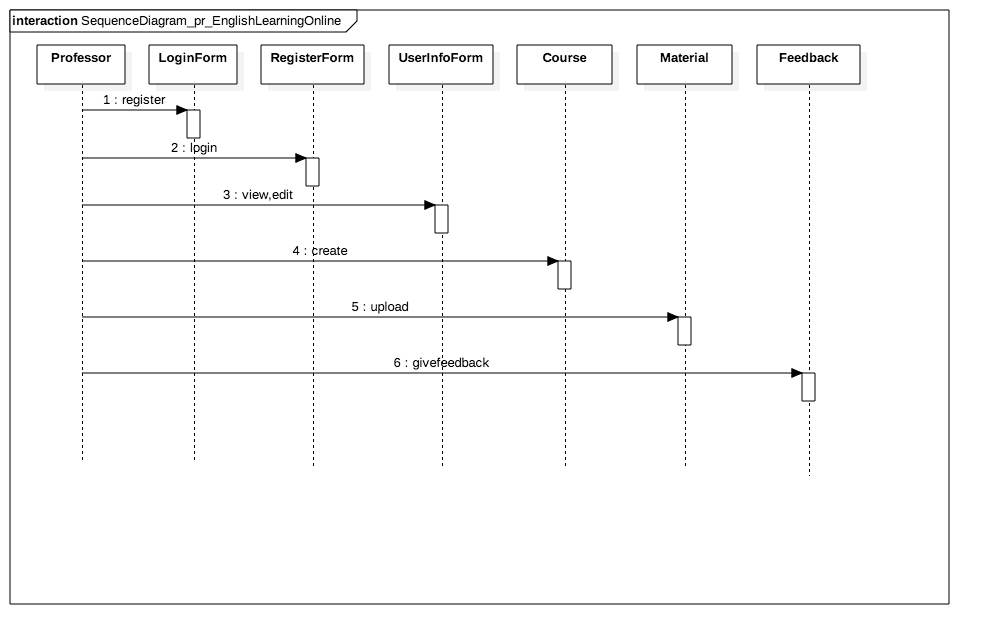 interaction SequenceDiagram_pr_EnglishLearningOnline
Professor
LoginForm
RegisterForm
UserInfoForm
Course
Material
Feedback
1 : register
2 : login
3 : view,edit
4 : create
5 : upload
6 : givefeedback